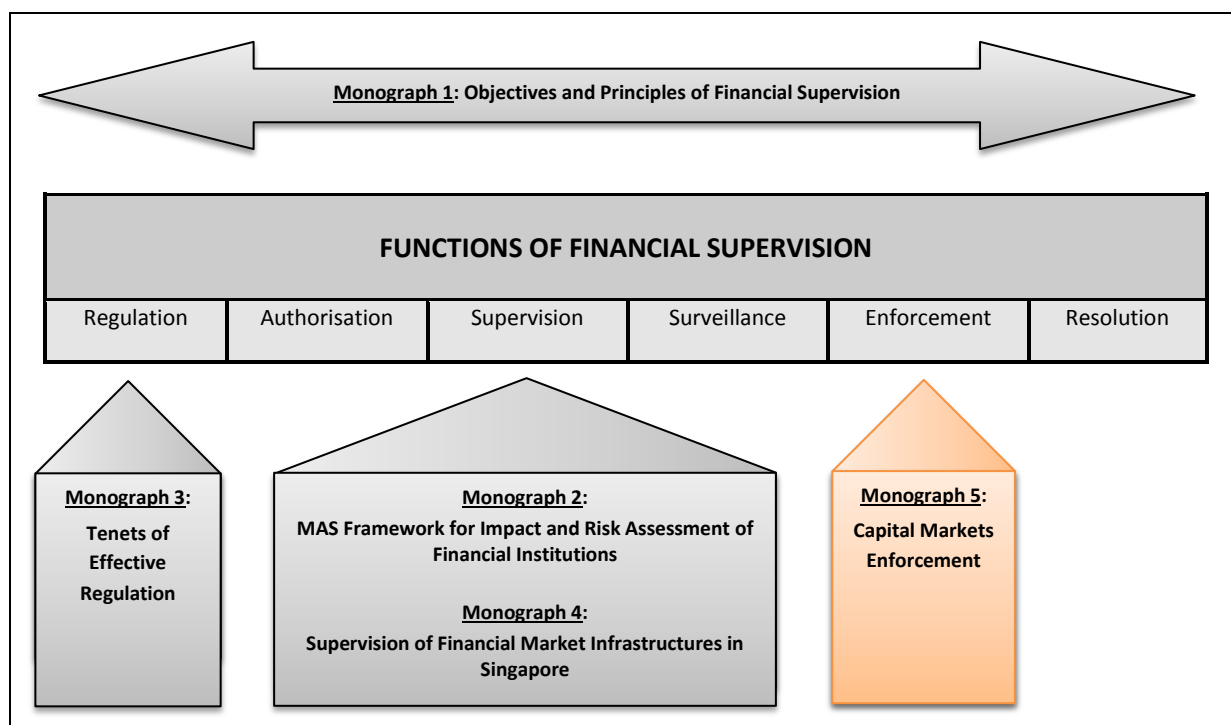 Monograph 1: Objectives and Principles of Financial Supervision
FUNCTIONS OF FINANCIAL SUPERVISION
Regulation
Authorisation
Supervision
Surveillance
Enforcement
Resolution
Monograph 3:
Tenets of
Effective
Regulation
Monograph 2:
MAS Framework for Impact and Risk Assessment of
Financial Institutions
Monograph 4:
Supervision of Financial Market Infrastructures in
Singapore
Monograph 5:
Capital Markets
Enforcement